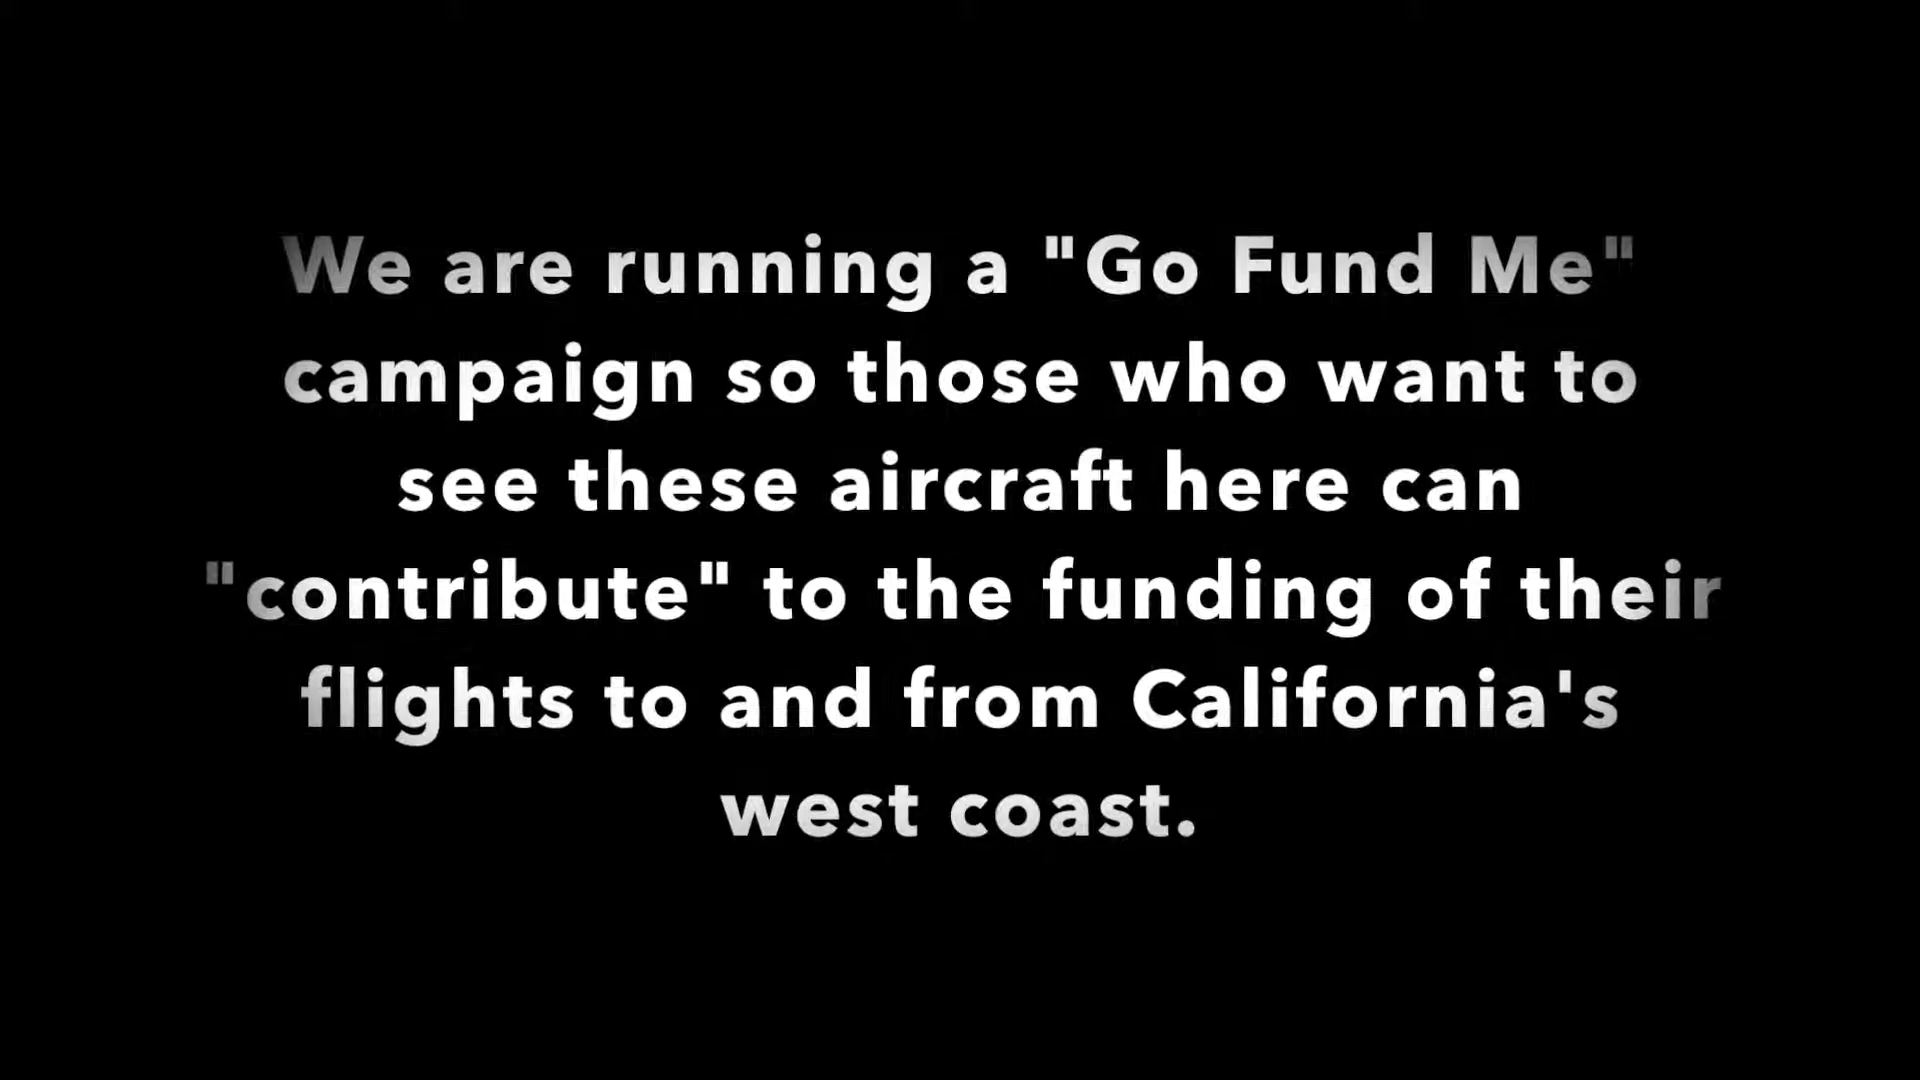 We are running a "Go Fund Me"
campaign so those who want to
see these aircraft here can
"contribute" to the funding of their
flights to and from California's
west coast.